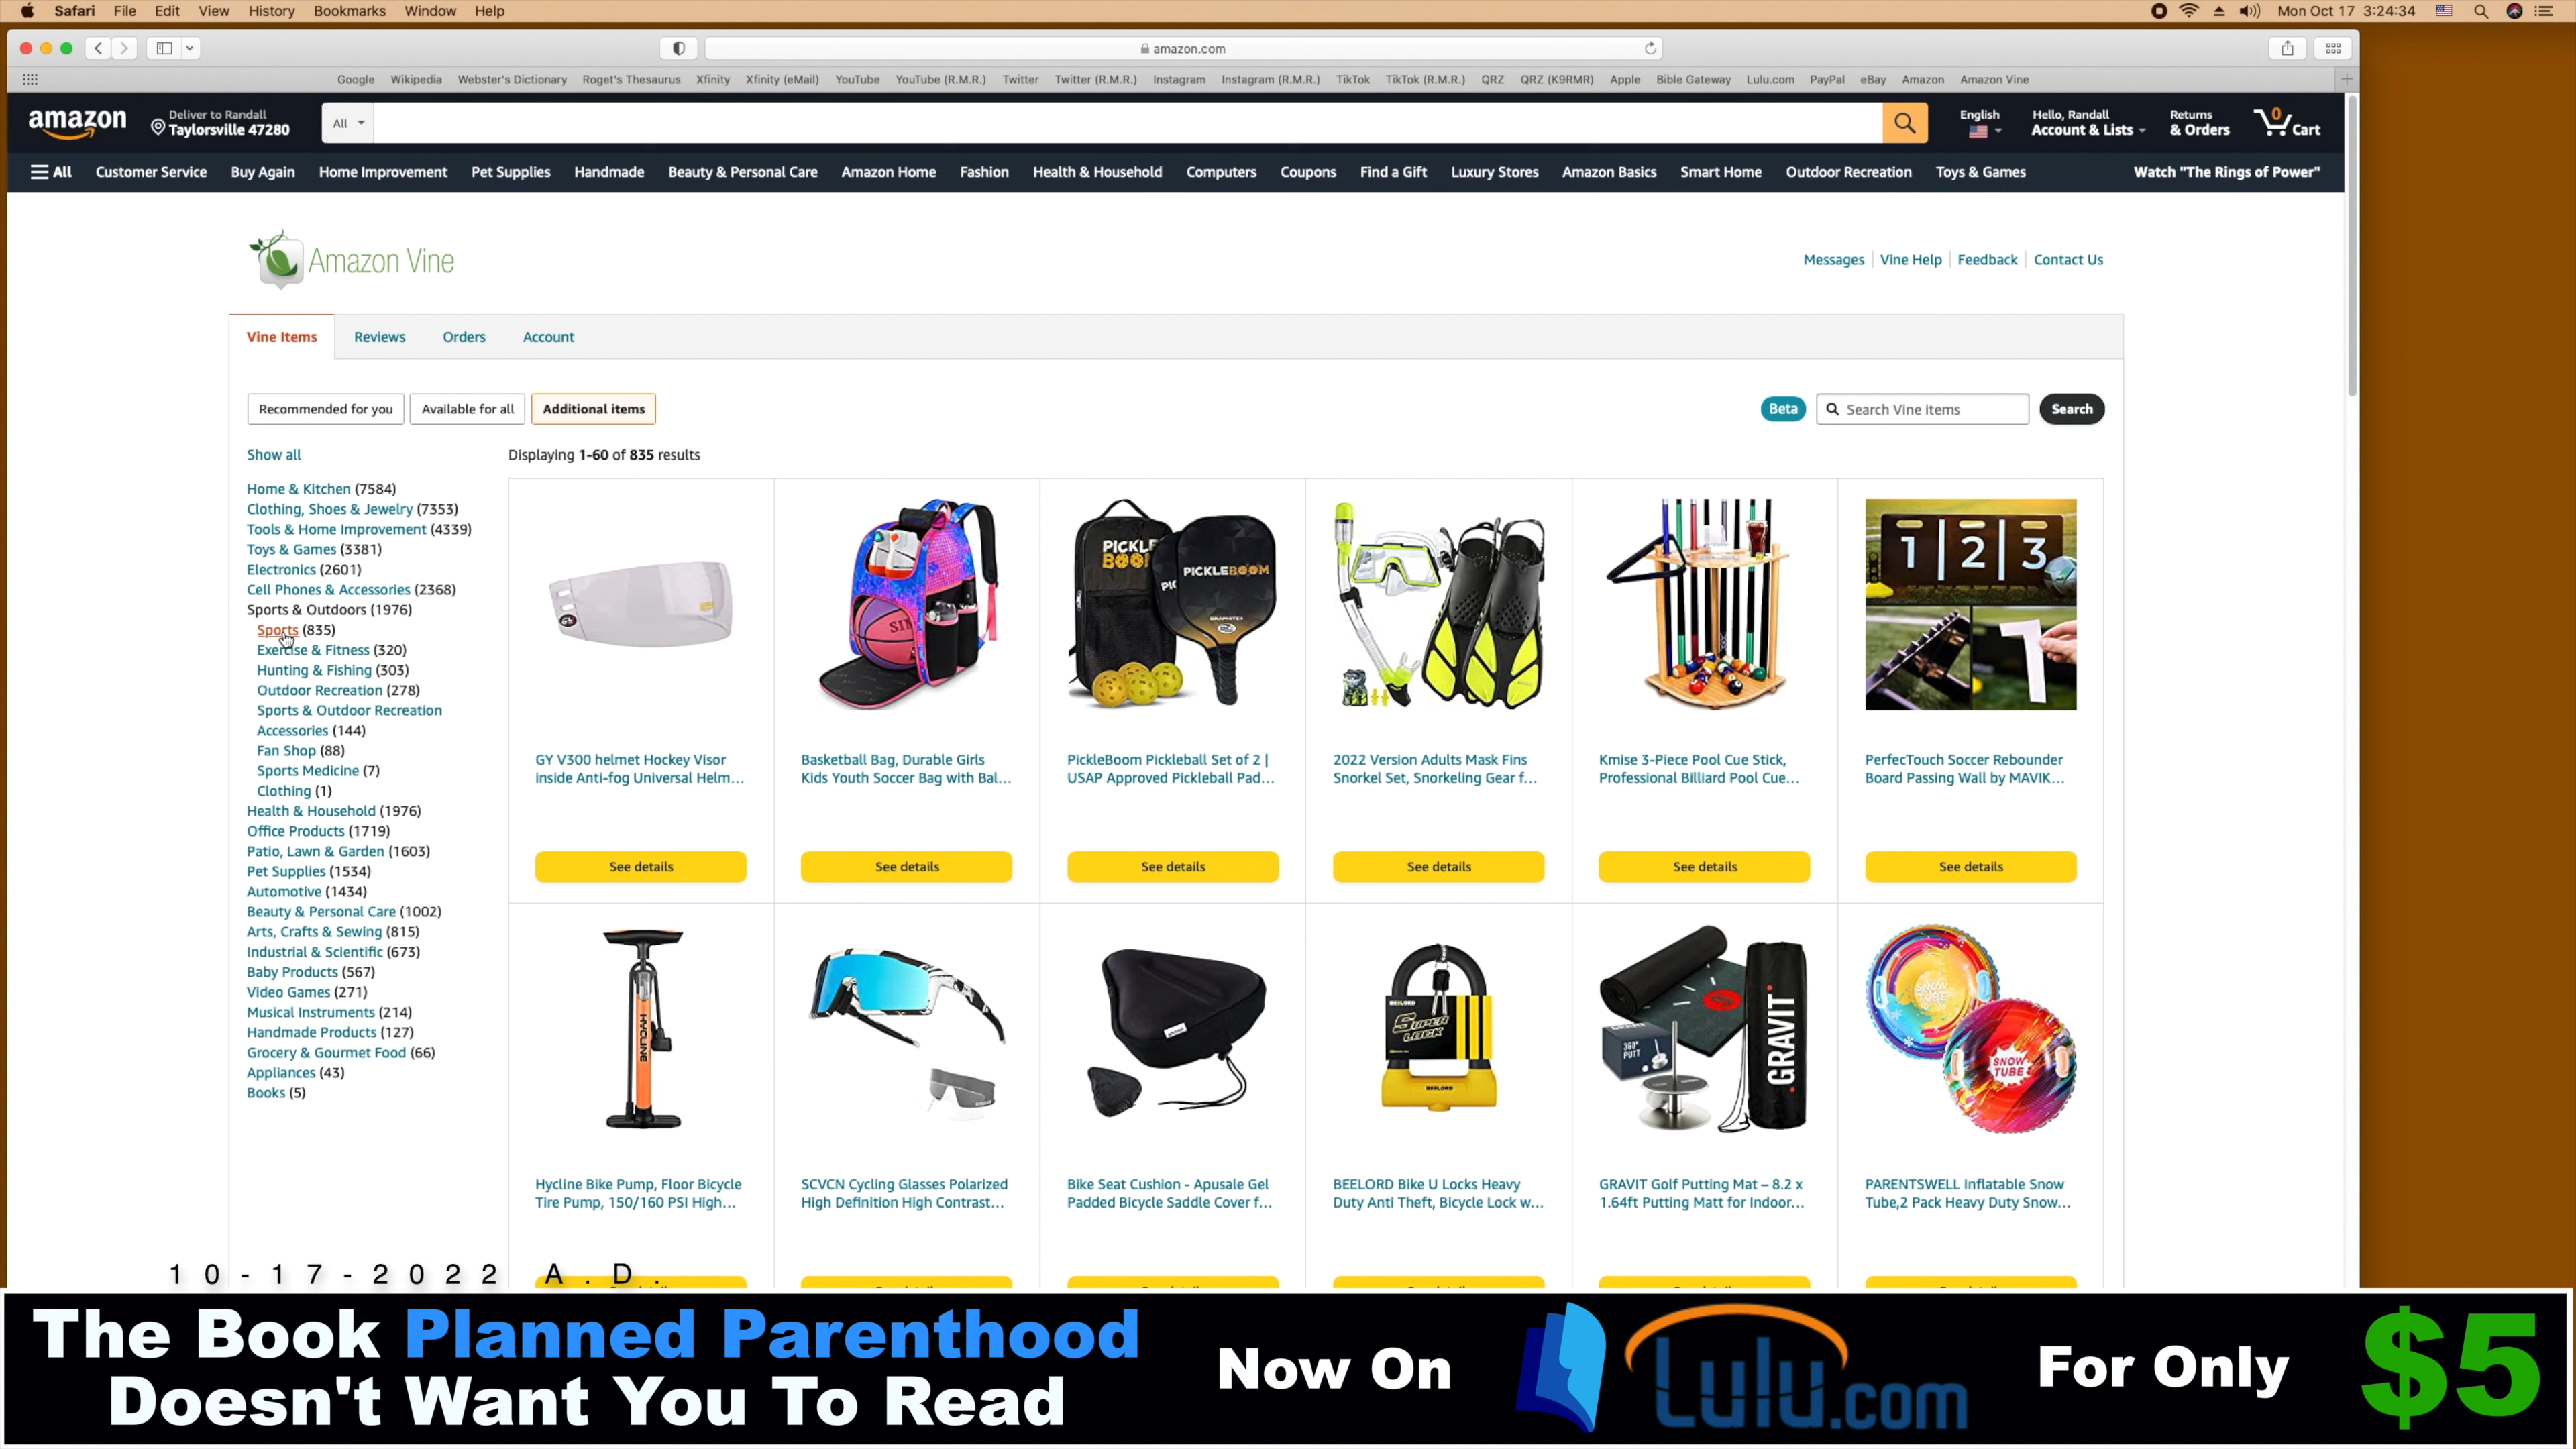 Safari File Edit View History Bookmarks Window Help
Mon Oct 17 3:24:34
amazon.com
Google Wikipedia Webster's Dictionary Roget's Thesaurus Xfinity Xfinity (eMail) YouTube YouTube (R.M.R.) Twitter Twitter (R.M.R.) Instagram Instagram (R.M.R.) TikTok TikTok (R.M.R.) QRZ QRZ (K9RMR) Apple Bible Gateway Lulu.com PayPal eBay Amazon Amazon Vine
amazon
Deliver to Randall
Taylorsville 47280
All
English
Hello, Randall
Account & Lists
Returns
& Orders
0
Cart
All Customer Service Buy Again Home Improvement Pet Supplies Handmade Beauty & Personal Care Amazon Home Fashion Health & Household Computers Coupons Find a Gift Luxury Stores Amazon Basics Smart Home Outdoor Recreation Toys & Games Watch "The Rings of Power"
Amazon Vine
Messages Vine Help Feedback Contact Us
Vine Items Reviews Orders Account
Recommended for you Available for all Additional items
Beta Search Vine items Search
Show all
Displaying 1-60 of 835 results
Home & Kitchen (7584)
Clothing, Shoes & Jewelry (7353)
Tools & Home Improvement (4339)
Toys & Games (3381)
Electronics (2601)
Cell Phones & Accessories (2368)
Sports & Outdoors (1976)
Sports (835)
Exercise & Fitness (320)
Hunting & Fishing (303)
Outdoor Recreation (278)
Sports & Outdoor Recreation
Accessories (144)
Fan Shop (88)
Sports Medicine (7)
Clothing (1)
Health & Household (1976)
Office Products (1719)
Patio, Lawn & Garden (1603)
Pet Supplies (1534)
Automotive (1434)
Beauty & Personal Care (1002)
Arts, Crafts & Sewing (815)
Industrial & Scientific (673)
Baby Products (567)
Video Games (271)
Musical Instruments (214)
Handmade Products (127)
Grocery & Gourmet Food (66)
Appliances (43)
Books (5)
PICKLEBOOM
1 2 3
GY V300 helmet Hockey Visor
inside Anti-fog Universal Helm...
See details
Basketball Bag, Durable Girls
Kids Youth Soccer Bag with Bal...
See details
PickleBoom Pickleball Set of 2 |
USAP Approved Pickleball Pad...
See details
2022 Version Adults Mask Fins
Snorkel Set, Snorkeling Gear f...
See details
Kmise 3-Piece Pool Cue Stick,
Professional Billiard Pool Cue...
See details
PerfecTouch Soccer Rebounder
Board Passing Wall by MAVIK...
See details
HYCLINE
BEELORD
SUPER
LOCK
BEELORD
GRAVIT
360°
PUTT
GRAVIT
SNOW
TUBE
SNOW
TUBE
Hycline Bike Pump, Floor Bicycle
Tire Pump, 150/160 PSI High...
SCVCN Cycling Glasses Polarized
High Definition High Contrast...
Bike Seat Cushion - Apusale Gel
Padded Bicycle Saddle Cover f...
BEELORD Bike U Locks Heavy
Duty Anti Theft, Bicycle Lock w...
GRAVIT Golf Putting Mat – 8.2 x
1.64ft Putting Matt for Indoor...
PARENTSWELL Inflatable Snow
Tube,2 Pack Heavy Duty Snow...
10-17-2022 A.D.
The Book Planned Parenthood
Doesn't Want You To Read
Now On
Lulu.com
For Only
$5